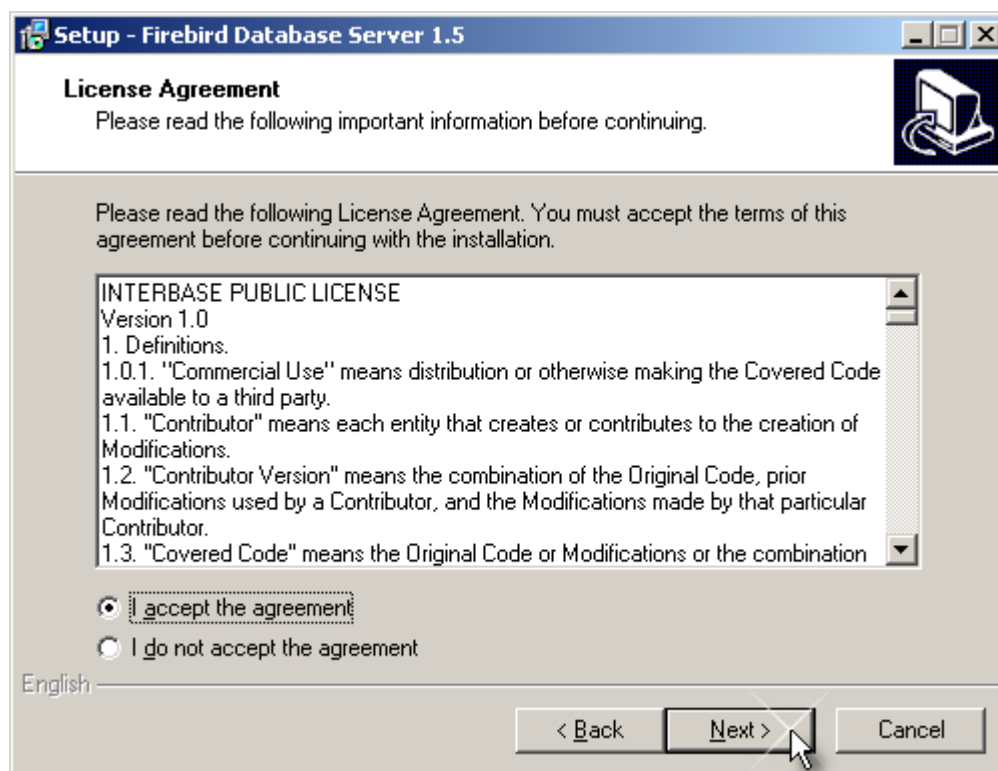 Setup - Firebird Database Server 1.5
License Agreement
Please read the following important information before continuing.
Please read the following License Agreement. You must accept the terms of this
agreement before continuing with the installation.
INTERBASE PUBLIC LICENSE
Version 1.0
1. Definitions.
1.0.1. "Commercial Use" means distribution or otherwise making the Covered Code
available to a third party.
1.1. "Contributor" means each entity that creates or contributes to the creation of
Modifications.
1.2. "Contributor Version" means the combination of the Original Code, prior
Modifications used by a Contributor, and the Modifications made by that particular
Contributor.
1.3. "Covered Code" means the Original Code or Modifications or the combination
I accept the agreement
I do not accept the agreement
English
< Back Next > Cancel